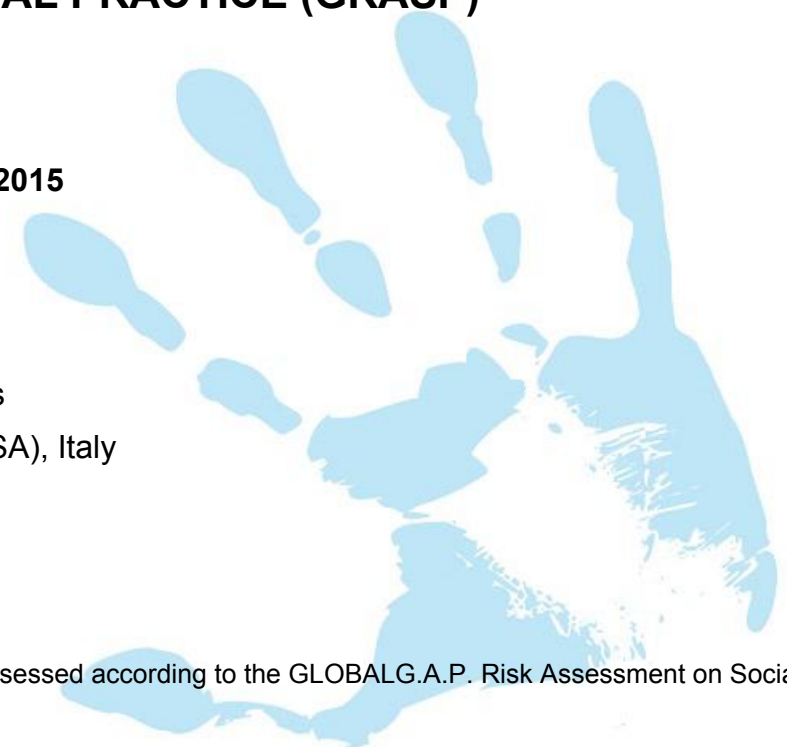 AL PRACTICE (GRASP)
2015
s
SA), Italy
sessed according to the GLOBALG.A.P. Risk Assessment on Socia